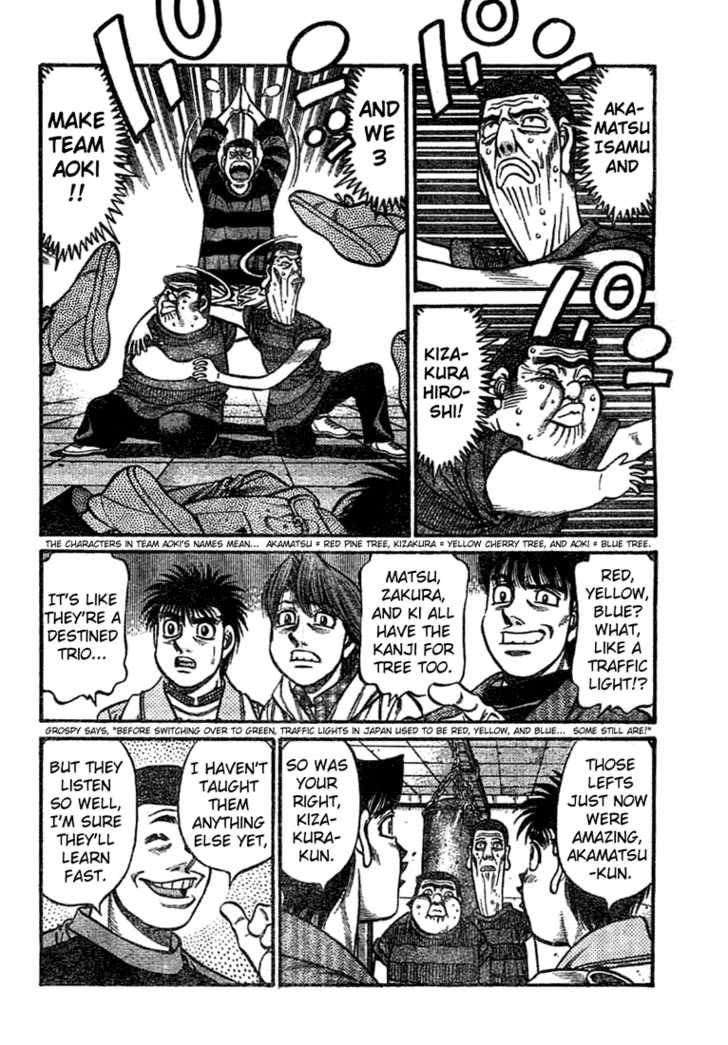 AKA-
MATSU
ISAMU
AND
KIZA-
KURA
HIRO-
SHI!
AND
WE
3
MAKE
TEAM
AOKI
!!
THE CHARACTERS IN TEAM AOKI'S NAMES MEAN... AKAMATSU = RED PINE TREE, KIZAKURA = YELLOW CHERRY TREE, AND AOKI = BLUE TREE.
RED,
YELLOW,
BLUE?
WHAT,
LIKE A
TRAFFIC
LIGHT!?
MATSU,
ZAKURA,
AND KI ALL
HAVE THE
KANJI FOR
TREE TOO.
IT'S LIKE
THEY'RE A
DESTINED
TRIO...
GROSPY SAYS, "BEFORE SWITCHING OVER TO GREEN, TRAFFIC LIGHTS IN JAPAN USED TO BE RED, YELLOW, AND BLUE... SOME STILL ARE!"
THOSE
LEFTS
JUST NOW
WERE
AMAZING,
AKAMATSU
-KUN.
SO WAS
YOUR
RIGHT,
KIZA-
KURA-
KUN.
I HAVEN'T
TAUGHT
THEM
ANYTHING
ELSE YET,
BUT THEY
LISTEN
SO WELL,
I'M SURE
THEY'LL
LEARN
FAST.